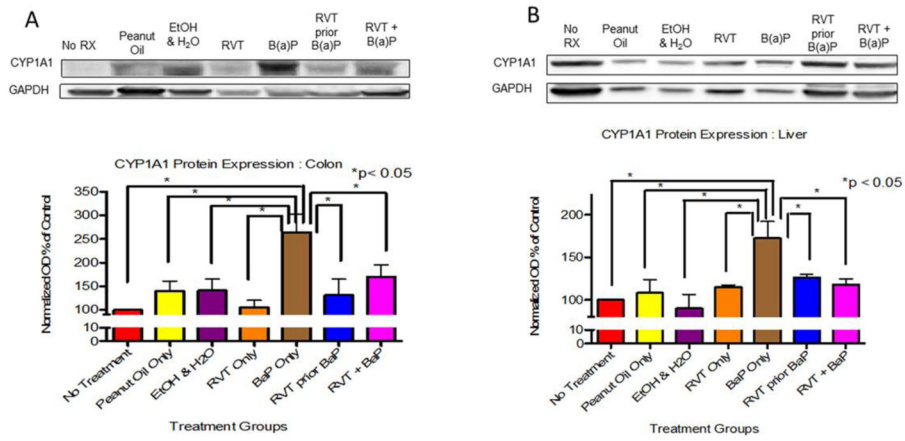 A
No RX
Peanut
Oil
EtOH
& H₂O
RVT
B(a)P
RVT
prior
B(a)P
RVT +
B(a)P
CYP1A1
GAPDH
CYP1A1 Protein Expression : Colon
*p< 0.05
* * * * * *
Normalized OD % of Control
350
300
250
200
150
100
10
0
No Treatment
Peanut Oil Only
EtOH & H2O
RVT Only
BaP Only
RVT prior BaP
RVT + BaP
Treatment Groups
B
No
RX
Peanut
Oil
EtOH
& H₂O
RVT
B(a)P
RVT
prior
B(a)P
RVT +
B(a)P
CYP1A1
GAPDH
CYP1A1 Protein Expression : Liver
*p< 0.05
* * * * * *
Normalized OD % of Control
200
150
100
10
0
No Treatment
Peanut Oil Only
EtOH & H2O
RVT Only
BaP Only
RVT prior BaP
RVT + BaP
Treatment Groups